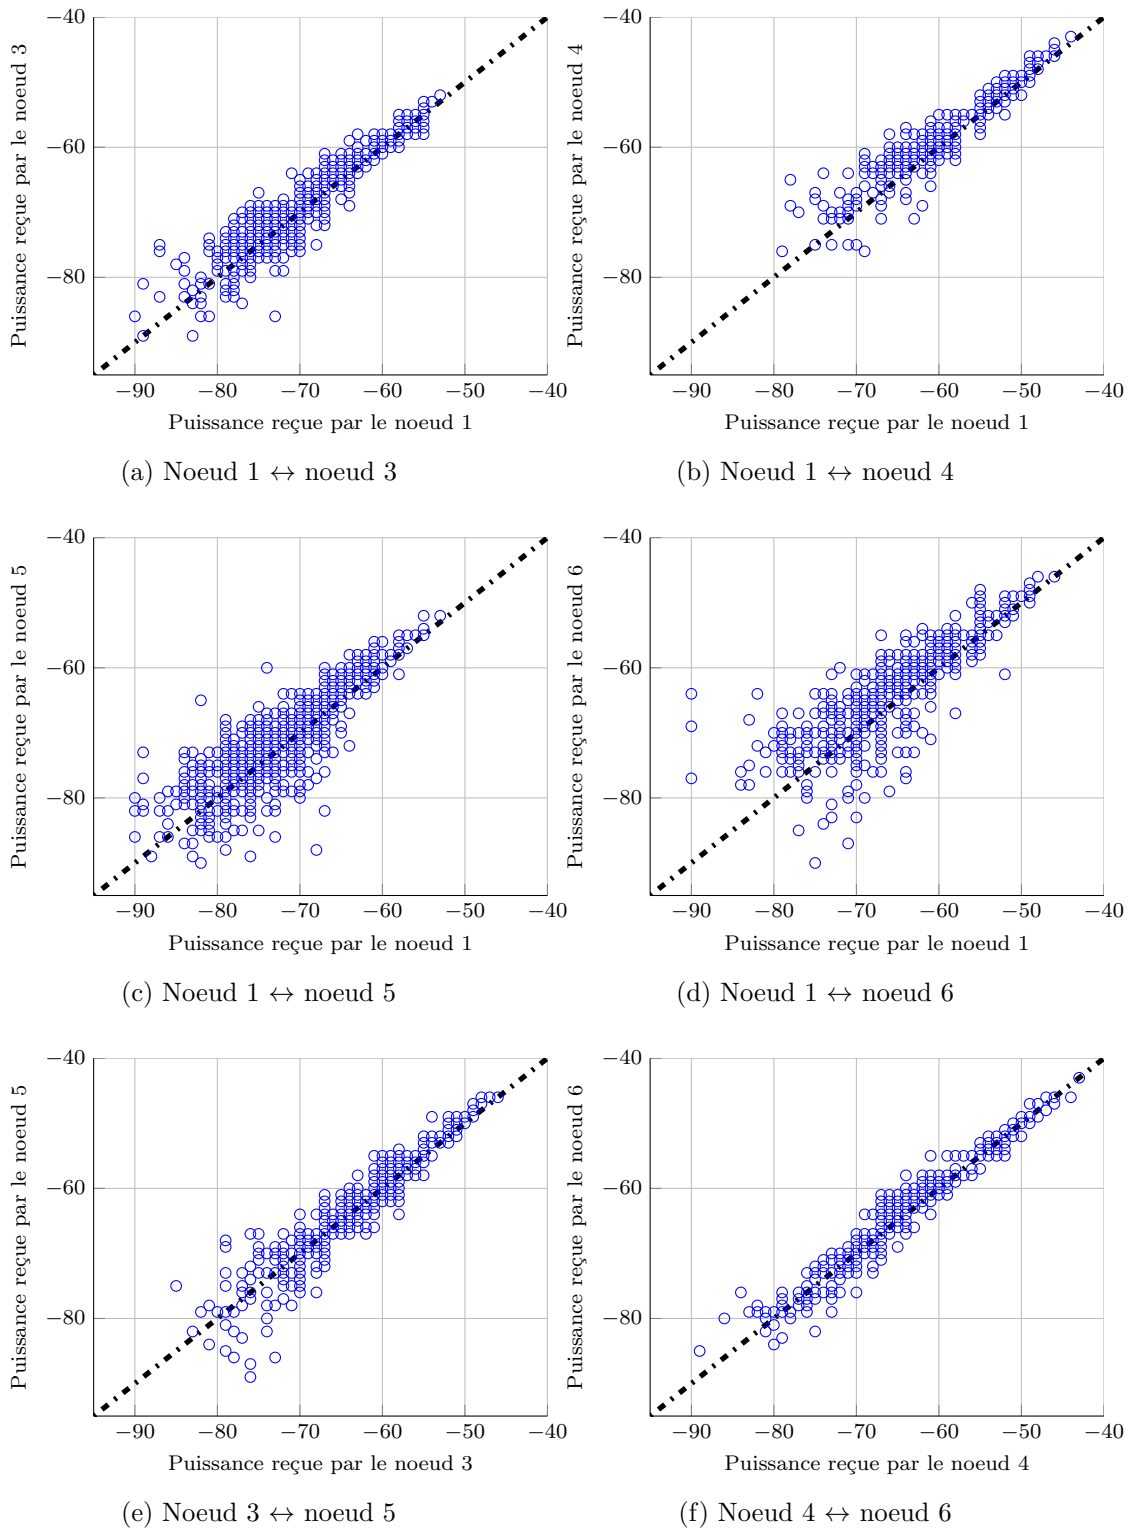 −40
−60
−80
Puissance reçue par le noeud 3
−90 −80 −70 −60 −50 −40
Puissance reçue par le noeud 1
(a) Noeud 1 ↔ noeud 3
−40
−60
−80
Puissance reçue par le noeud 4
−90 −80 −70 −60 −50 −40
Puissance reçue par le noeud 1
(b) Noeud 1 ↔ noeud 4
−40
−60
−80
Puissance reçue par le noeud 5
−90 −80 −70 −60 −50 −40
Puissance reçue par le noeud 1
(c) Noeud 1 ↔ noeud 5
−40
−60
−80
Puissance reçue par le noeud 6
−90 −80 −70 −60 −50 −40
Puissance reçue par le noeud 1
(d) Noeud 1 ↔ noeud 6
−40
−60
−80
Puissance reçue par le noeud 5
−90 −80 −70 −60 −50 −40
Puissance reçue par le noeud 3
(e) Noeud 3 ↔ noeud 5
−40
−60
−80
Puissance reçue par le noeud 6
−90 −80 −70 −60 −50 −40
Puissance reçue par le noeud 4
(f) Noeud 4 ↔ noeud 6